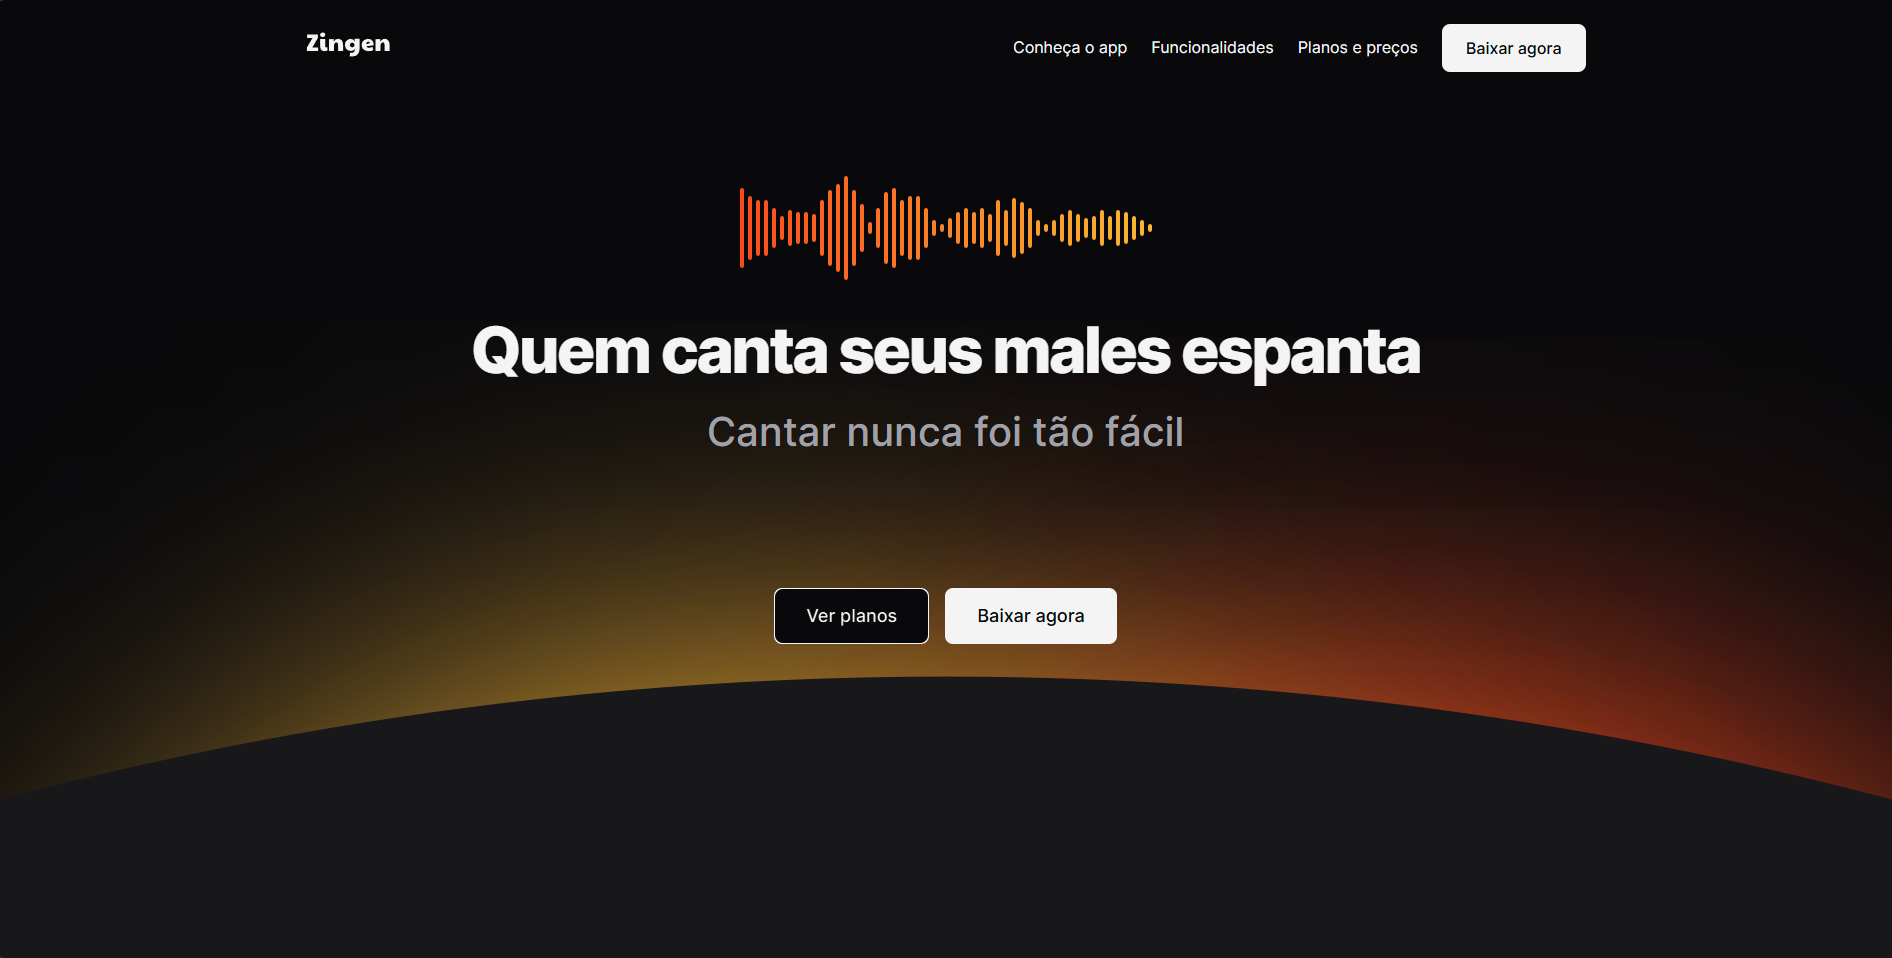 Zingen
Conheça o app Funcionalidades Planos e preços Baixar agora
Quem canta seus males espanta
Cantar nunca foi tão fácil
Ver planos Baixar agora